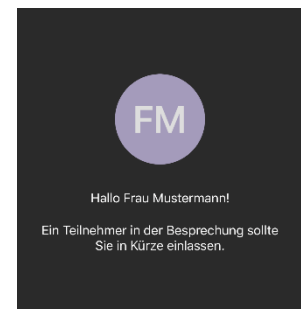 FM
Hallo Frau Mustermann!
Ein Teilnehmer in der Besprechung sollte
Sie in Kürze einlassen.